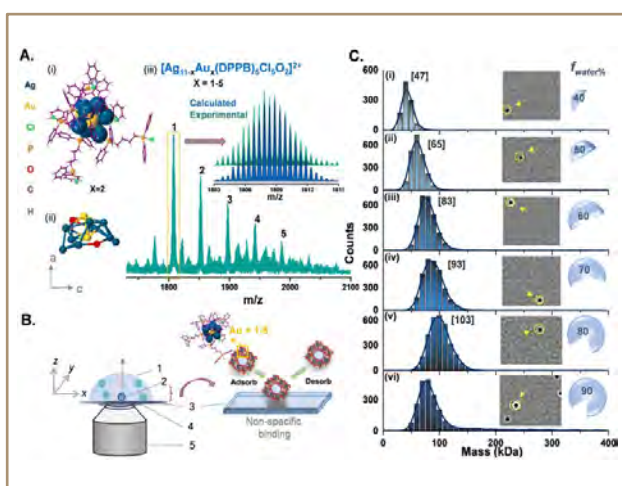 A.
(i)
(iii) [Ag11-xAux(DPPB)5Cl5O2]2+
X = 1-5
Ag
Au
Cl
P
O
C
H
X=2
(ii)
a
c
Calculated
Experimental
1
2
3
4
5
m/z
1800 1900 2000 2100
m/z
B.
z
y
x
1
2
3
4
5
Au = 1/5
Adsorb
Desorb
Non-specific
binding
C.
fwater%
(i) [47]
40
(ii) [65]
(iii) [83]
60
(iv) [93]
70
(v) [103]
80
(vi)
90
600
300
0
Counts
0 100 200 300 400
Mass (kDa)